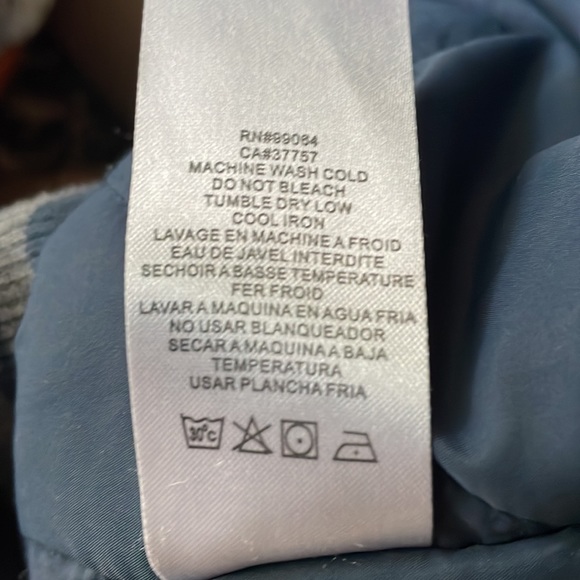 RN#99084
CA#37757
MACHINE WASH COLD
DO NOT BLEACH
TUMBLE DRY LOW
COOL IRON
LAVAGE EN MACHINE A FROID
EAU DE JAVEL INTERDITE
SECHOIR A BASSE TEMPERATURE
FER FROID
LAVAR A MAQUINA EN AGUA FRIA
NO USAR BLANQUEADOR
SECAR A MAQUINA A BAJA
TEMPERATURA
USAR PLANCHA FRIA
30°C